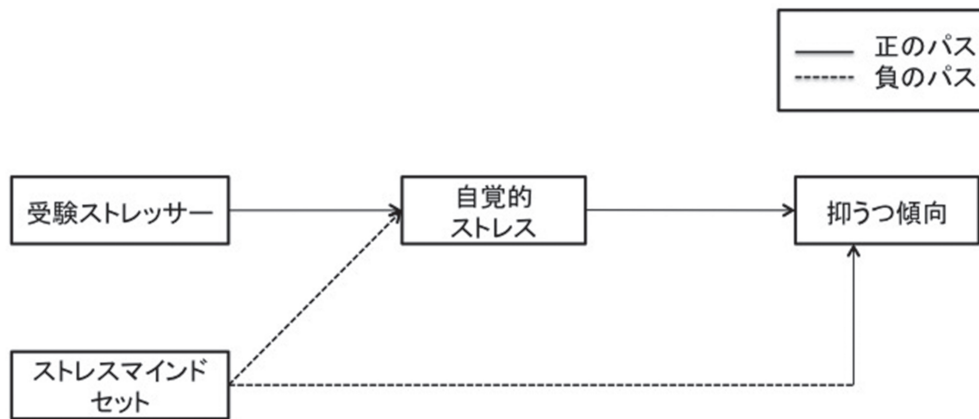 正のパス
負のパス
受験ストレッサー
自覚的
ストレス
抑うつ傾向
ストレスマインド
セット